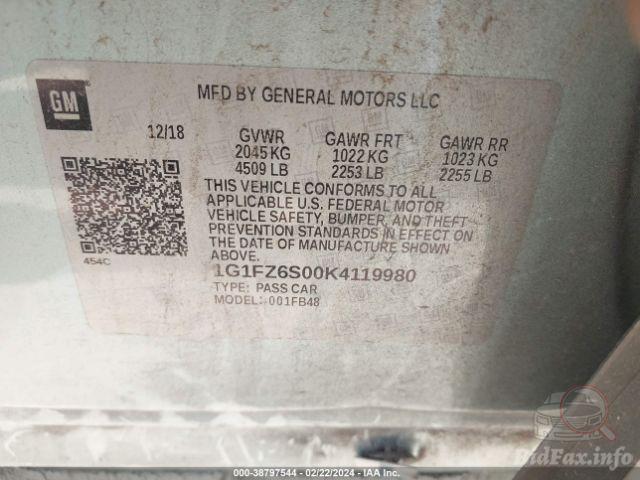 GM
MFD BY GENERAL MOTORS LLC
12/18
GVWR
2045 KG
4509 LB
GAWR FRT
1022 KG
2253 LB
GAWR RR
1023 KG
2255 LB
THIS VEHICLE CONFORMS TO ALL
APPLICABLE U.S. FEDERAL MOTOR
VEHICLE SAFETY, BUMPER, AND THEFT
PREVENTION STANDARDS IN EFFECT ON
THE DATE OF MANUFACTURE SHOWN
ABOVE.
454C
1G1FZ6S00K4119980
TYPE: PASS CAR
MODEL: 001FB48
000-38797544 - 02/22/2024 - IAA Inc.
BidFax.info